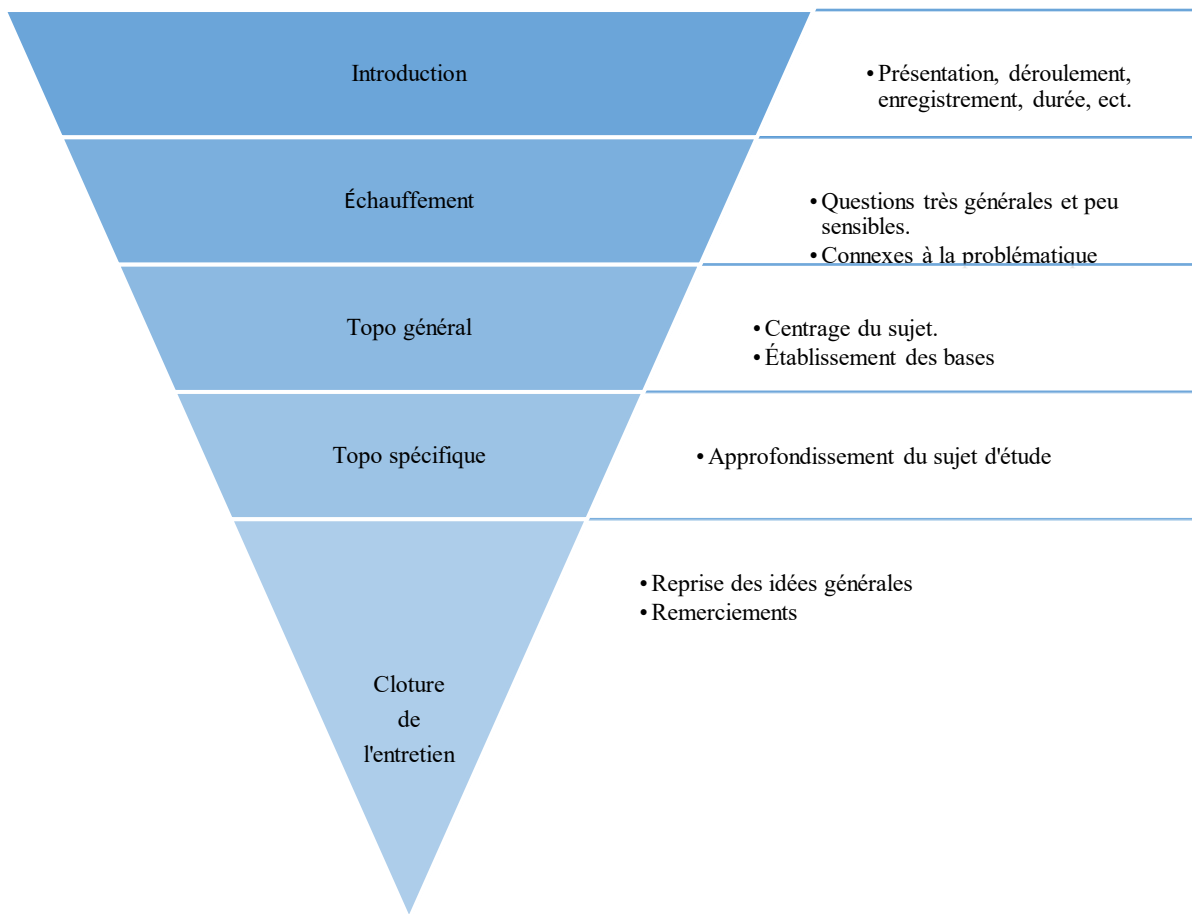 Introduction
• Présentation, déroulement,
enregistrement, durée, ect.
Échauffement
• Questions très générales et peu
sensibles.
• Connexes à la problématique
Topo général
• Centrage du sujet.
• Établissement des bases
Topo spécifique
• Approfondissement du sujet d'étude
• Reprise des idées générales
• Remerciements
Cloture
de
l'entretien